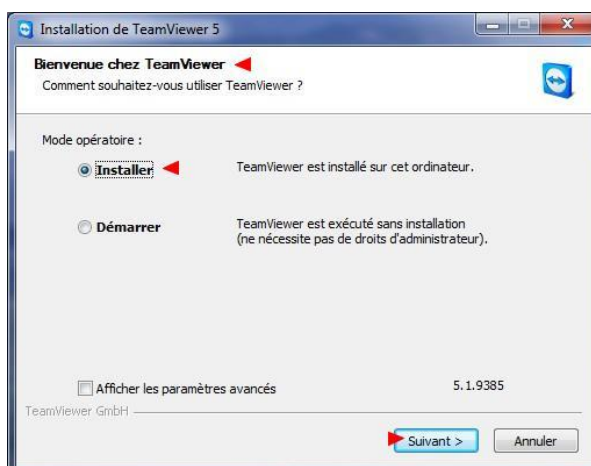 Installation de TeamViewer 5
Bienvenue chez TeamViewer
Comment souhaitez-vous utiliser TeamViewer ?
Mode opératoire :
Installer
TeamViewer est installé sur cet ordinateur.
Démarrer
TeamViewer est exécuté sans installation
(ne nécessite pas de droits d'administrateur).
Afficher les paramètres avancés
5.1.9385
TeamViewer GmbH
Suivant >
Annuler